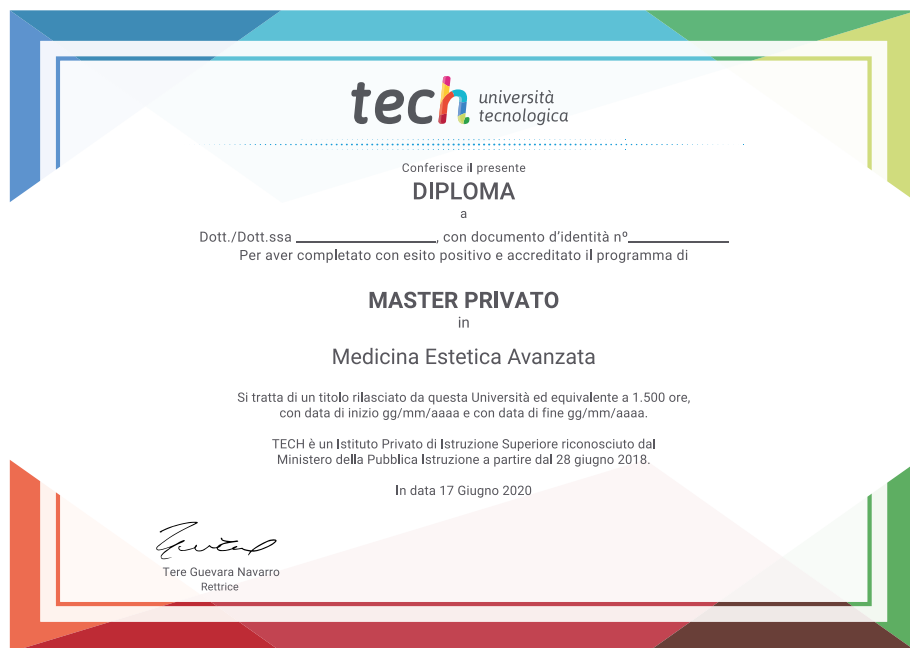 tech università
tecnologica
Conferisce il presente
DIPLOMA
a
Dott./Dott.ssa ________________, con documento d'identità nº____________
Per aver completato con esito positivo e accreditato il programma di
MASTER PRIVATO
in
Medicina Estetica Avanzata
Si tratta di un titolo rilasciato da questa Università ed equivalente a 1.500 ore,
con data di inizio gg/mm/aaaa e con data di fine gg/mm/aaaa.
TECH è un Istituto Privato di Istruzione Superiore riconosciuto dal
Ministero della Pubblica Istruzione a partire dal 28 giugno 2018.
In data 17 Giugno 2020
Tere Guevara Navarro
Rettrice